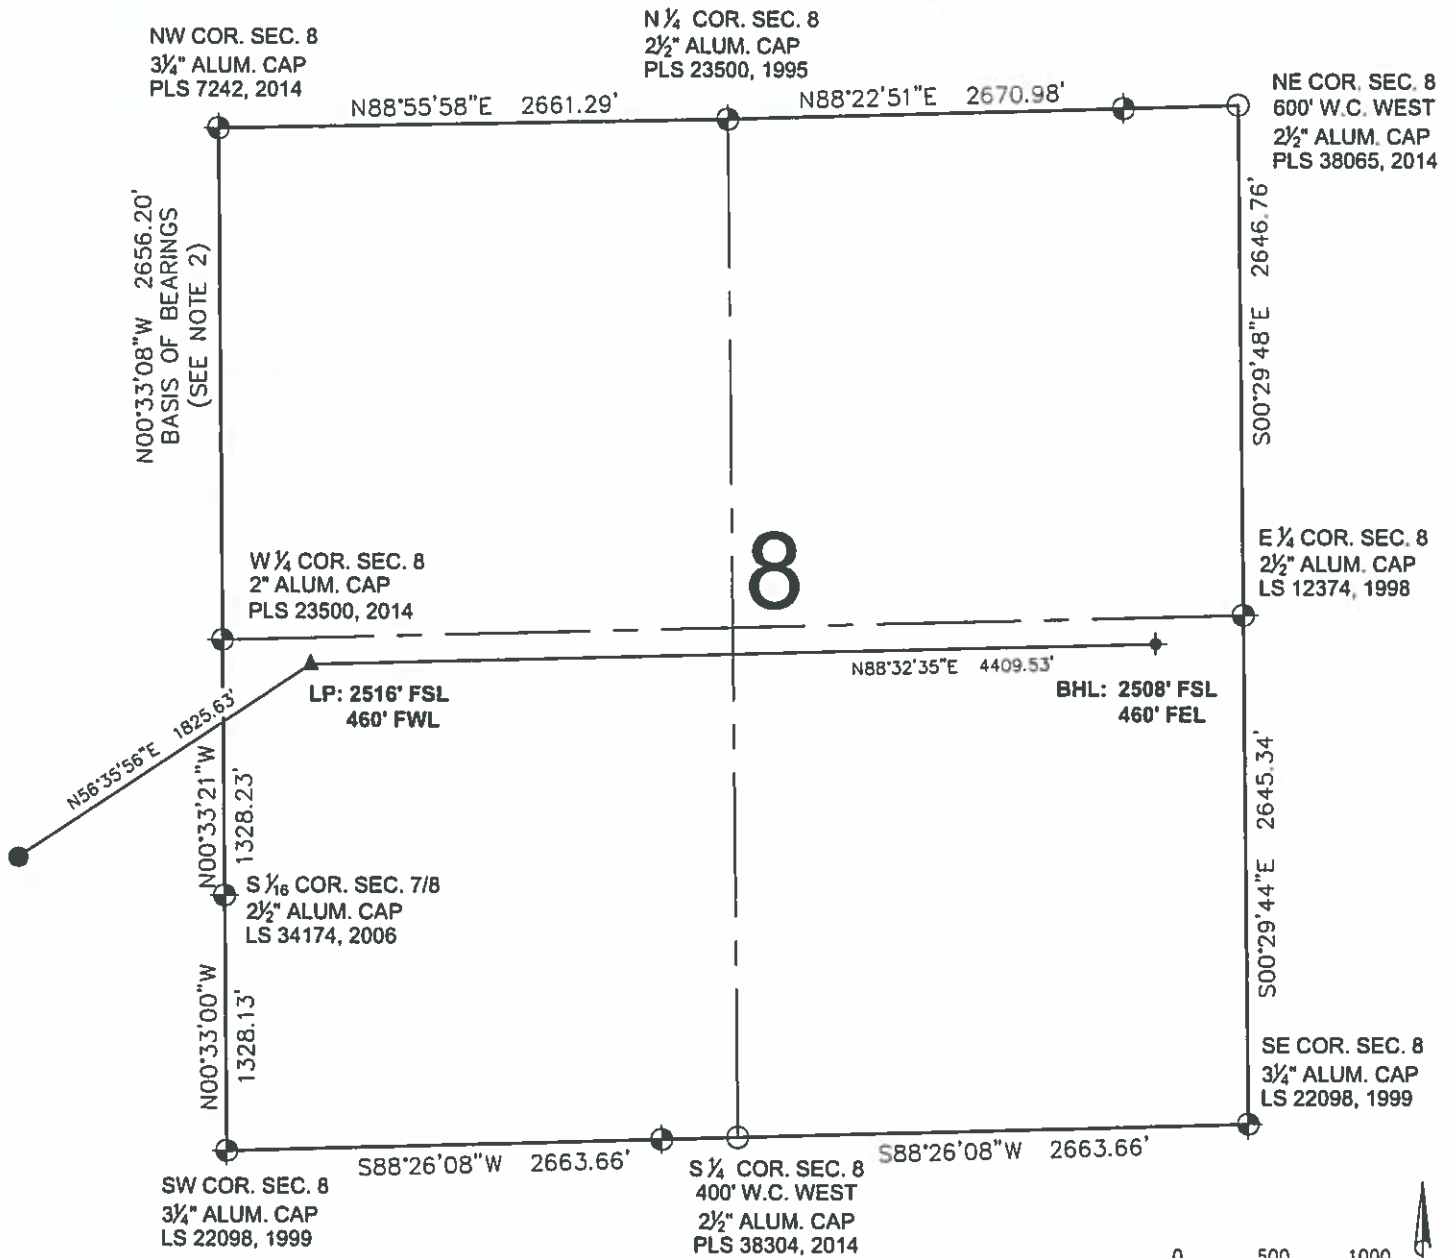 NW COR. SEC. 8
3¼" ALUM. CAP
PLS 7242, 2014
N ¼ COR. SEC. 8
2½" ALUM. CAP
PLS 23500, 1995
NE COR. SEC. 8
600' W.C. WEST
2½" ALUM. CAP
PLS 38065, 2014
N88°55'58"E 2661.29'
N88°22'51"E 2670.98'
N00°33'08"W 2656.20'
BASIS OF BEARINGS
(SEE NOTE 2)
S00°29'48"E 2646.76'
W ¼ COR. SEC. 8
2" ALUM. CAP
PLS 23500, 2014
8
E ¼ COR. SEC. 8
2½" ALUM. CAP
LS 12374, 1998
N88°32'35"E 4409.53'
LP: 2516' FSL
460' FWL
BHL: 2508' FSL
460' FEL
N56°35'56"E 1825.63'
N00°33'21"W
1328.23'
S 1/16 COR. SEC. 7/8
2½" ALUM. CAP
LS 34174, 2006
S00°29'44"E 2645.34'
N00°33'00"W
1328.13'
SE COR. SEC. 8
3¼" ALUM. CAP
LS 22098, 1999
S88°26'08"W 2663.66'
S88°26'08"W 2663.66'
SW COR. SEC. 8
3¼" ALUM. CAP
LS 22098, 1999
S ¼ COR. SEC. 8
400' W.C. WEST
2½" ALUM. CAP
PLS 38304, 2014
0 500 1000